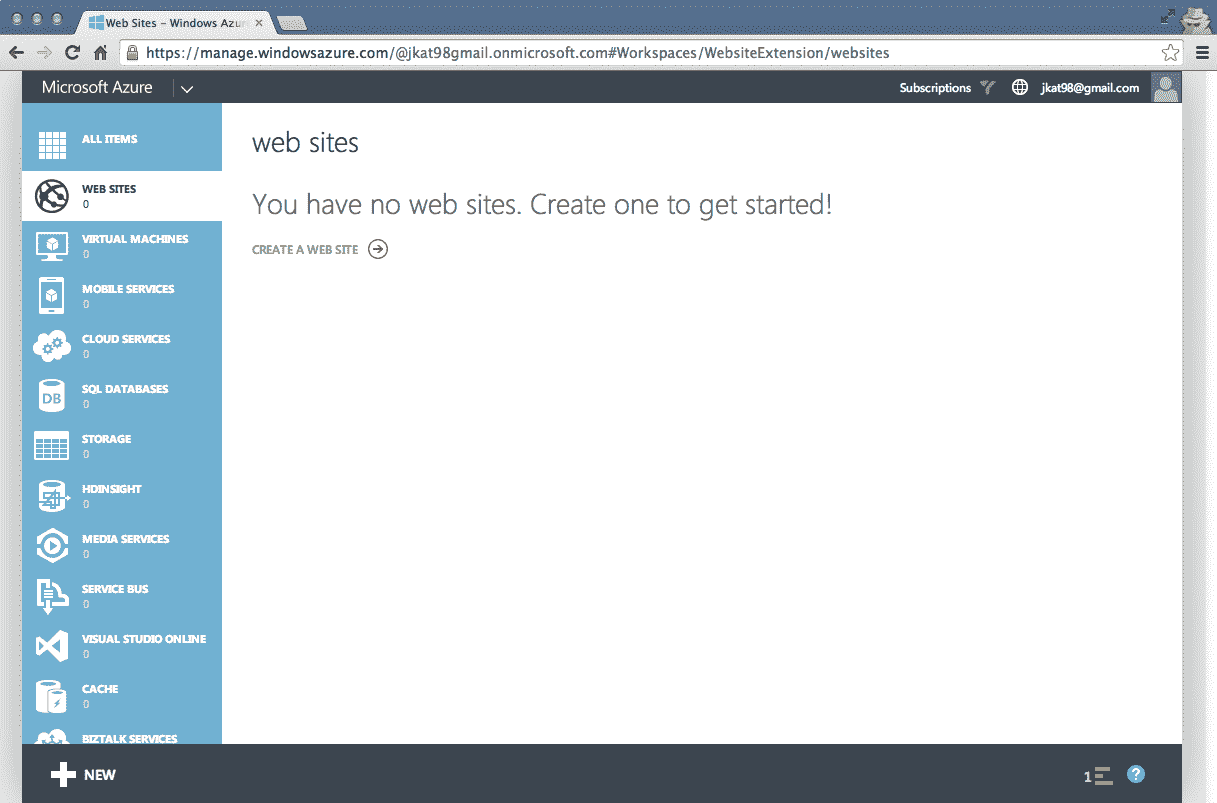 Web Sites - Windows Azure
https://manage.windowsazure.com/@jkat98gmail.onmicrosoft.com#Workspaces/WebsiteExtension/websites
Microsoft Azure
Subscriptions
jkat98@gmail.com
ALL ITEMS
WEB SITES
0
VIRTUAL MACHINES
0
MOBILE SERVICES
0
CLOUD SERVICES
0
DB
SQL DATABASES
0
STORAGE
0
HDINSIGHT
0
MEDIA SERVICES
0
SERVICE BUS
0
VISUAL STUDIO ONLINE
0
CACHE
0
BIZTALK SERVICES
web sites
You have no web sites. Create one to get started!
CREATE A WEB SITE
NEW
1
?